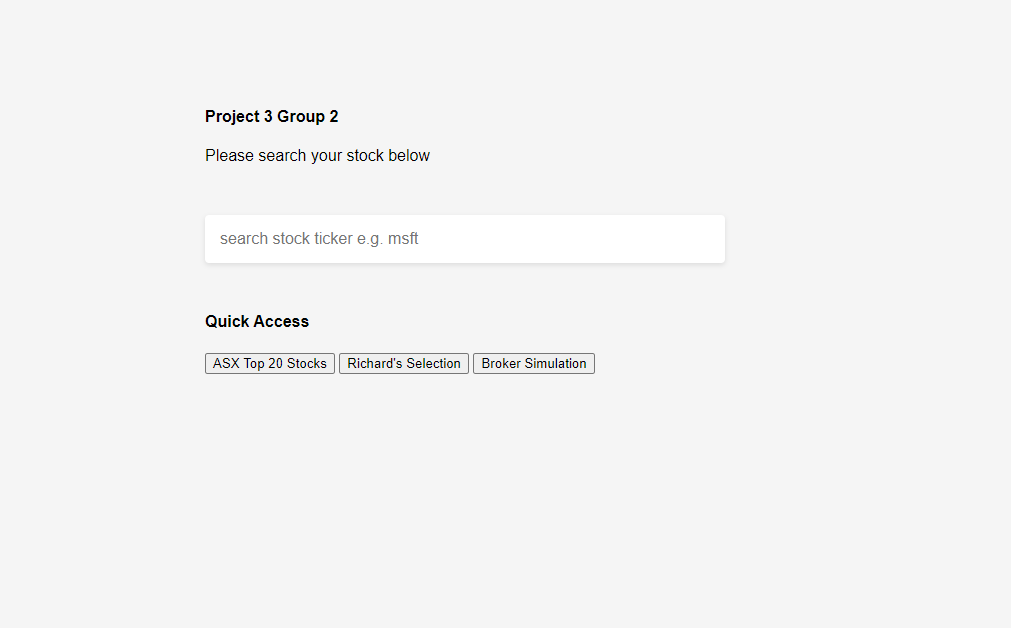 Project 3 Group 2
Please search your stock below
search stock ticker e.g. msft
Quick Access
ASX Top 20 Stocks Richard's Selection Broker Simulation